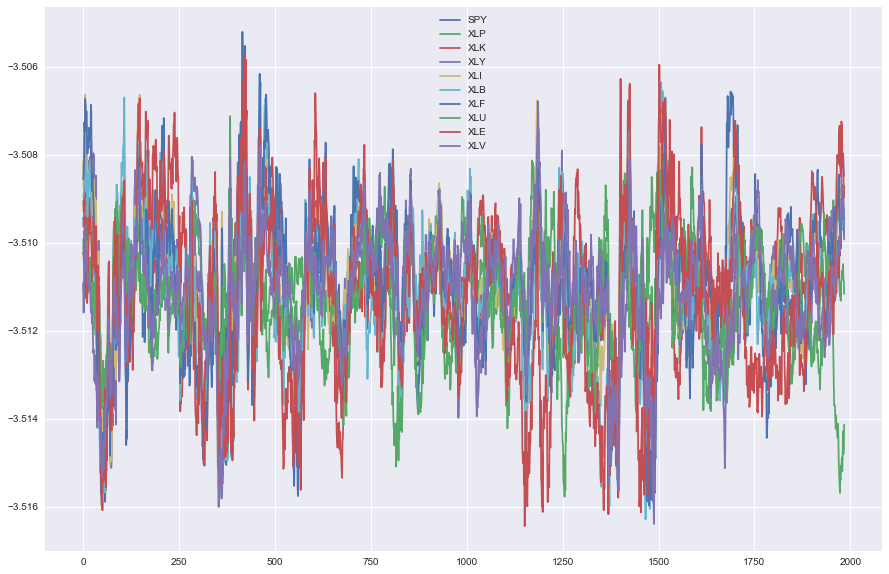 SPY
XLP
XLK
XLY
XLI
XLB
XLF
XLU
XLE
XLV
−3.506
−3.508
−3.510
−3.512
−3.514
−3.516
0 250 500 750 1000 1250 1500 1750 2000